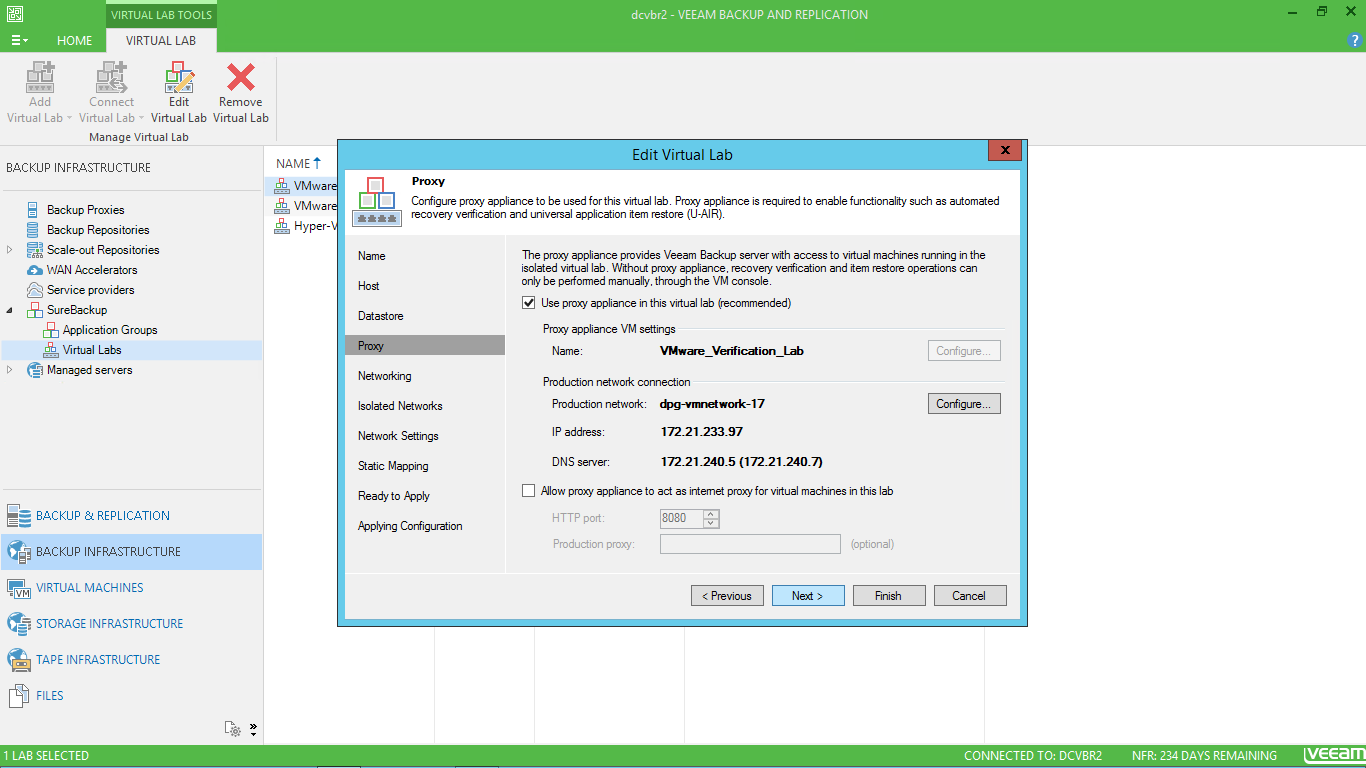 VIRTUAL LAB TOOLS
dcvbr2 - VEEAM BACKUP AND REPLICATION
HOME
VIRTUAL LAB
?
Add
Virtual Lab
Connect
Virtual Lab
Edit
Virtual Lab
Remove
Virtual Lab
Manage Virtual Lab
BACKUP INFRASTRUCTURE
Backup Proxies
Backup Repositories
Scale-out Repositories
WAN Accelerators
Service providers
SureBackup
Application Groups
Virtual Labs
Managed servers
BACKUP & REPLICATION
BACKUP INFRASTRUCTURE
VIRTUAL MACHINES
STORAGE INFRASTRUCTURE
TAPE INFRASTRUCTURE
FILES
NAME
VMware
VMware
Hyper-V
Edit Virtual Lab
x
Proxy
Configure proxy appliance to be used for this virtual lab. Proxy appliance is required to enable functionality such as automated
recovery verification and universal application item restore (U-AIR).
Name
Host
Datastore
Proxy
Networking
Isolated Networks
Network Settings
Static Mapping
Ready to Apply
Applying Configuration
The proxy appliance provides Veeam Backup server with access to virtual machines running in the
isolated virtual lab. Without proxy appliance, recovery verification and item restore operations can
only be performed manually, through the VM console.
Use proxy appliance in this virtual lab (recommended)
Proxy appliance VM settings
Name: VMware_Verification_Lab Configure...
Production network connection
Production network: dpg-vmnetwork-17 Configure...
IP address: 172.21.233.97
DNS server: 172.21.240.5 (172.21.240.7)
Allow proxy appliance to act as internet proxy for virtual machines in this lab
HTTP port: 8080
Production proxy: (optional)
< Previous
Next >
Finish
Cancel
1 LAB SELECTED
CONNECTED TO: DCVBR2
NFR: 234 DAYS REMAINING
veeam